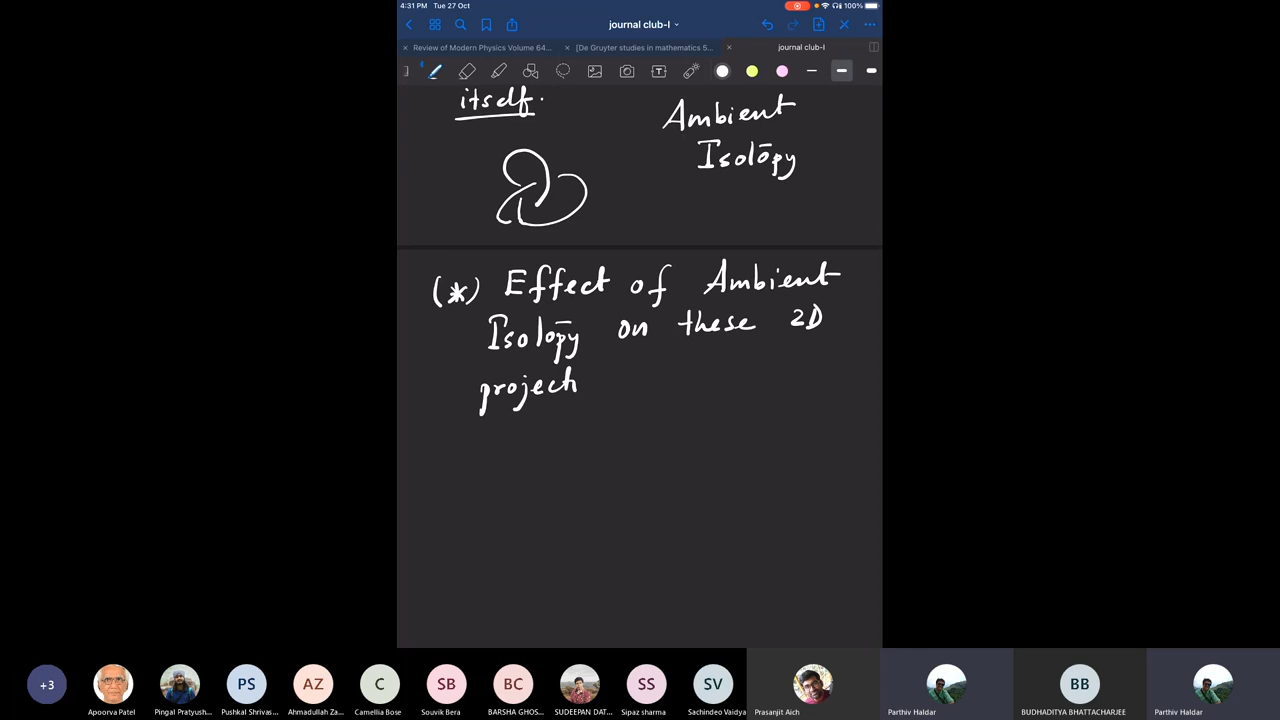 4:31 PM Tue 27 Oct
100%
journal club-I
Review of Modern Physics Volume 64...
[De Gruyter studies in mathematics 5...
journal club-I
itself.
Ambient
Isotopy
(*) Effect of Ambient
Isotopy on these 2D
project
+3
Apoorva Patel
Pingal Pratyush...
PS
Pushkal Shrivas...
AZ
Ahmadullah Za...
C
Camellia Bose
SB
Souvik Bera
BC
BARSHA GHOS...
SUDEEPAN DAT...
SS
Sipaz sharma
SV
Sachindeo Vaidya
Prasanjit Aich
Parthiv Haldar
BB
BUDHADITYA BHATTACHARJEE
Parthiv Haldar